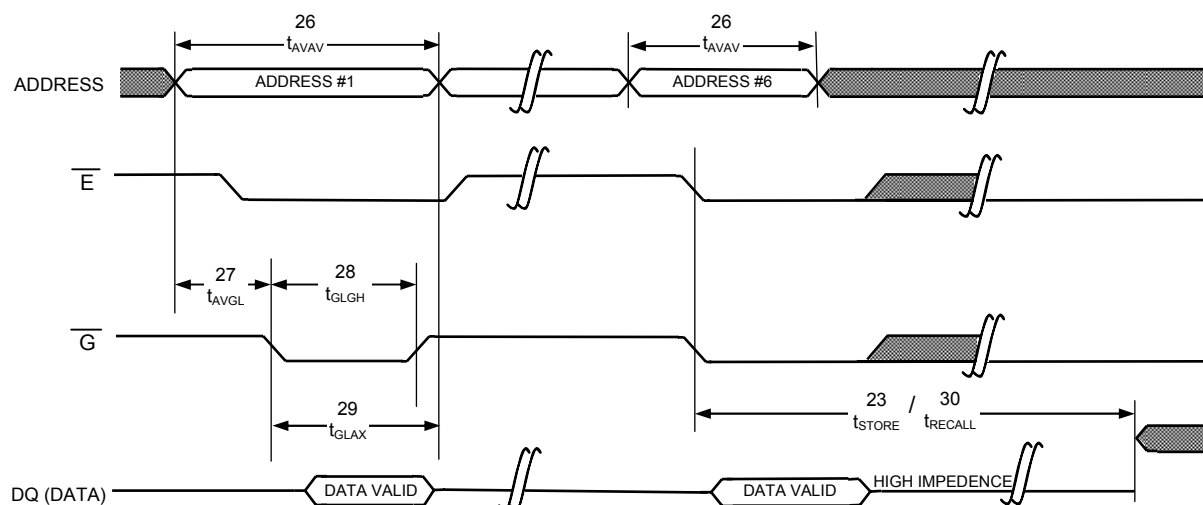 26 26
tAVAV tAVAV
ADDRESS ADDRESS #1 ADDRESS #6
E
27 28
tAVGL tGLGH
G
29 23 / 30
tGLAX tSTORE tRECALL
DQ (DATA) DATA VALID DATA VALID HIGH IMPEDENCE